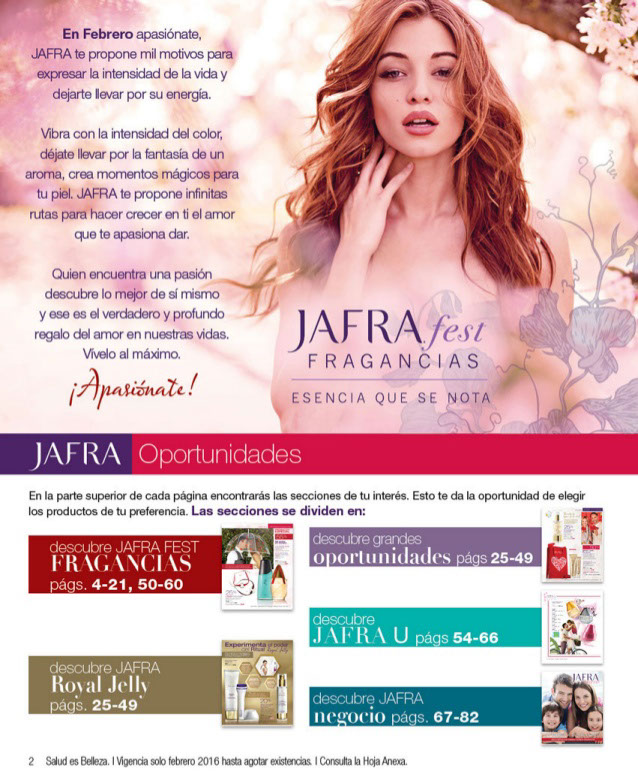 En Febrero apasiónate,
JAFRA te propone mil motivos para
expresar la intensidad de la vida y
dejarte llevar por su energía.
Vibra con la intensidad del color,
déjate llevar por la fantasía de un
aroma, crea momentos mágicos para
tu piel. JAFRA te propone infinitas
rutas para hacer crecer en ti el amor
que te apasiona dar.
Quien encuentra una pasión
descubre lo mejor de sí mismo
y ese es el verdadero y profundo
regalo del amor en nuestras vidas.
Vívelo al máximo.
¡Apasiónate!
JAFRA fest
FRAGANCIAS
ESENCIA QUE SE NOTA
JAFRA Oportunidades
En la parte superior de cada página encontrarás las secciones de tu interés. Esto te da la oportunidad de elegir
los productos de tu preferencia. Las secciones se dividen en:
descubre JAFRA FEST
FRAGANCIAS
págs. 4-21, 50-60
descubre JAFRA
Royal Jelly
págs. 25-49
descubre grandes
oportunidades págs 25-49
descubre
JAFRA U págs 54-66
descubre JAFRA
negocio págs. 67-82
JAFRA
2 Salud es Belleza. I Vigencia solo febrero 2016 hasta agotar existencias. I Consulta la Hoja Anexa.